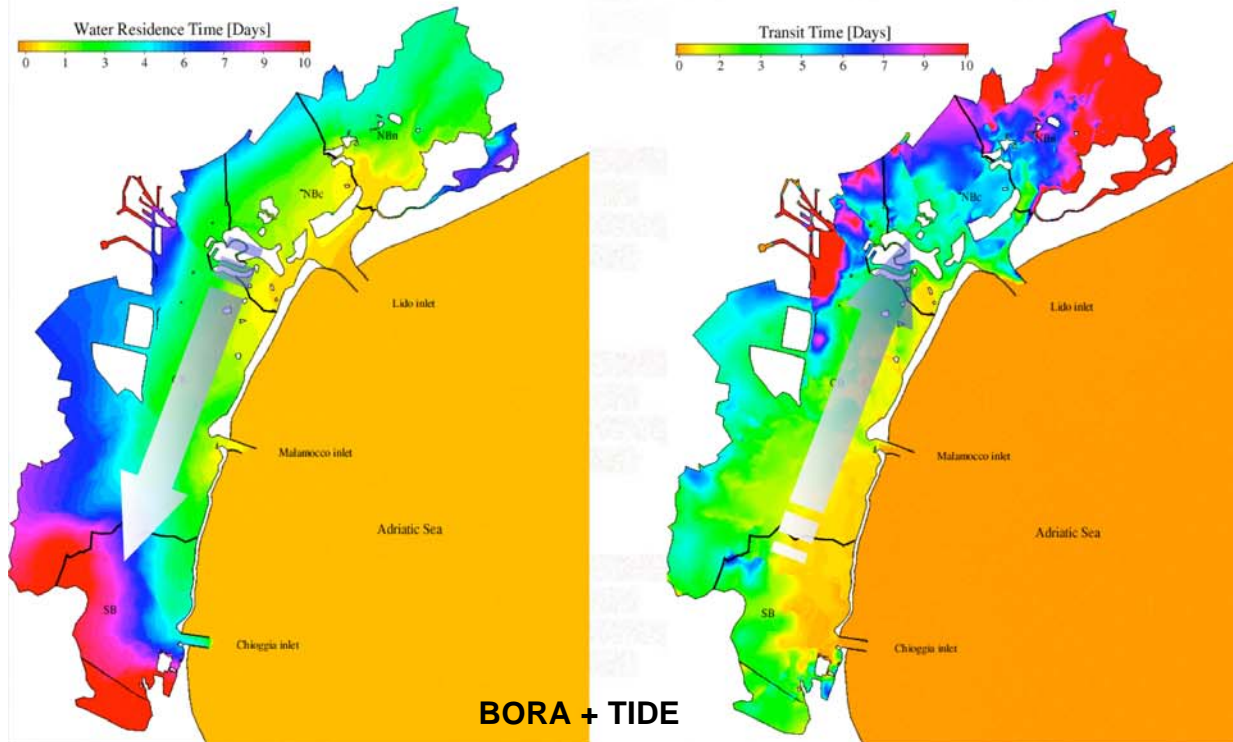 Water Residence Time [Days]
0 1 3 4 6 7 9 10
NBn
NBc
Lido inlet
Malamocco inlet
Adriatic Sea
SB
Chioggia inlet
Transit Time [Days]
0 2 3 5 6 7 9 10
NBn
NBc
Lido inlet
CB
Malamocco inlet
Adriatic Sea
SB
Chioggia inlet
BORA + TIDE